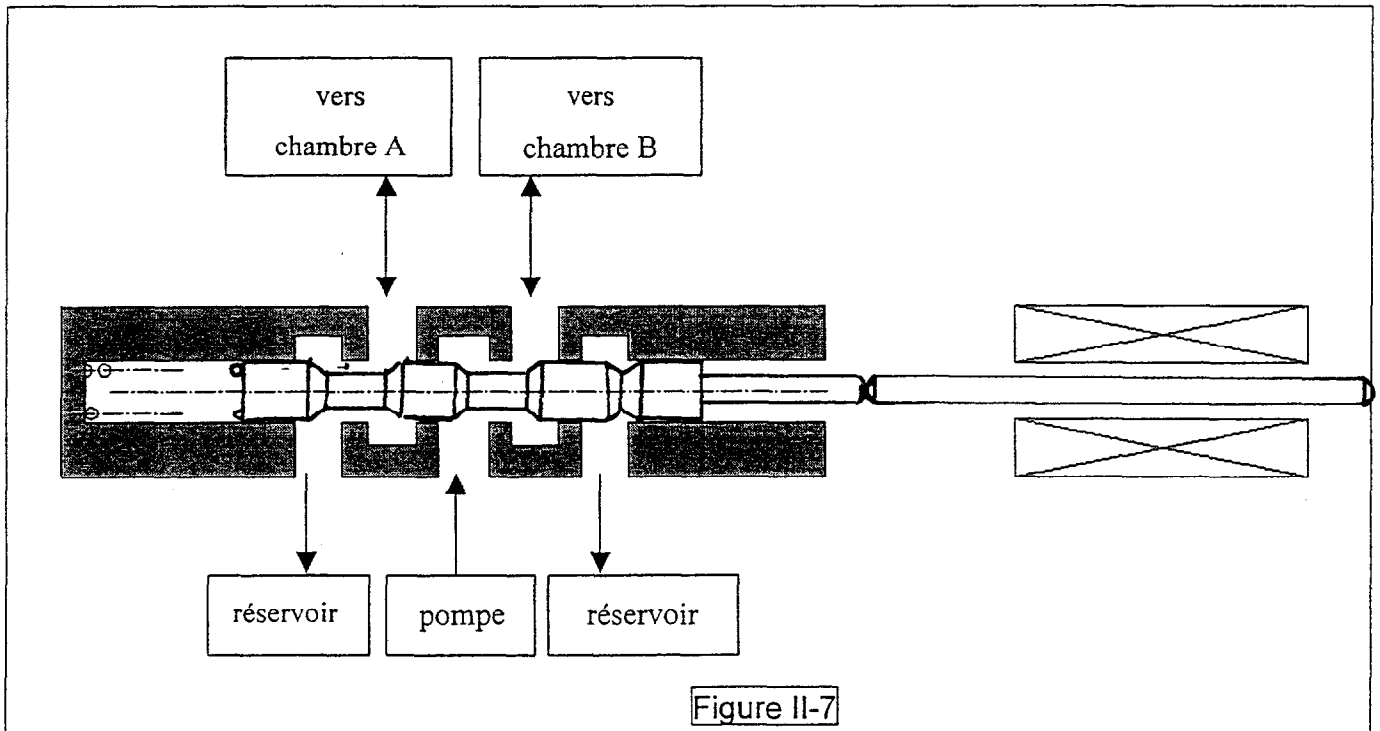 vers
chambre A
vers
chambre B
réservoir
pompe
réservoir
Figure II-7